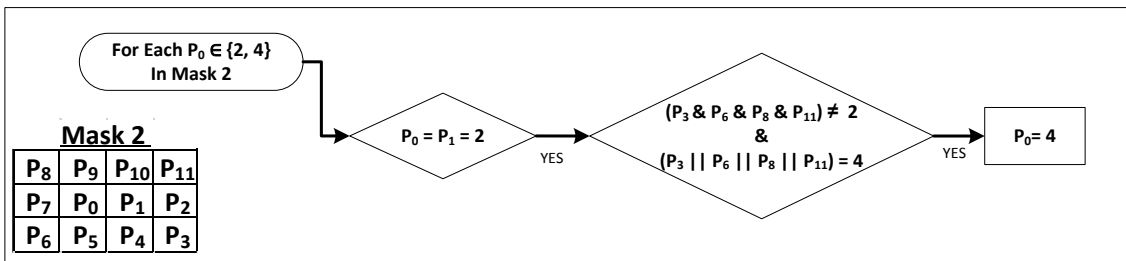 For Each P₀ ∈ {2, 4}
In Mask 2
P₀ = P₁ = 2
YES
(P₃ & P₆ & P₈ & P₁₁) ≠ 2
&
(P₃ || P₆ || P₈ || P₁₁) = 4
YES
P₀= 4
Mask 2
P₈ P₉ P₁₀ P₁₁
P₇ P₀ P₁ P₂
P₆ P₅ P₄ P₃